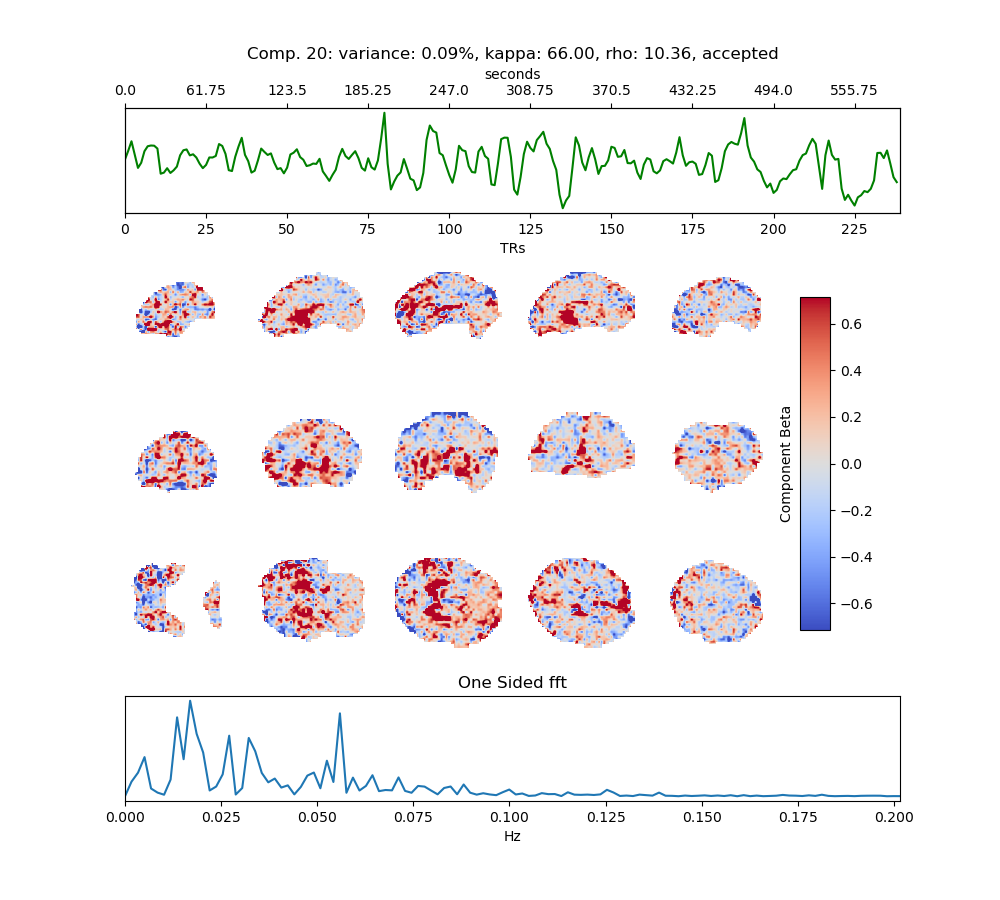 Comp. 20: variance: 0.09%, kappa: 66.00, rho: 10.36, accepted
seconds
0.0 61.75 123.5 185.25 247.0 308.75 370.5 432.25 494.0 555.75
0 25 50 75 100 125 150 175 200 225
TRs
0.6
0.4
0.2
0.0
−0.2
−0.4
−0.6
Component Beta
One Sided fft
0.000 0.025 0.050 0.075 0.100 0.125 0.150 0.175 0.200
Hz